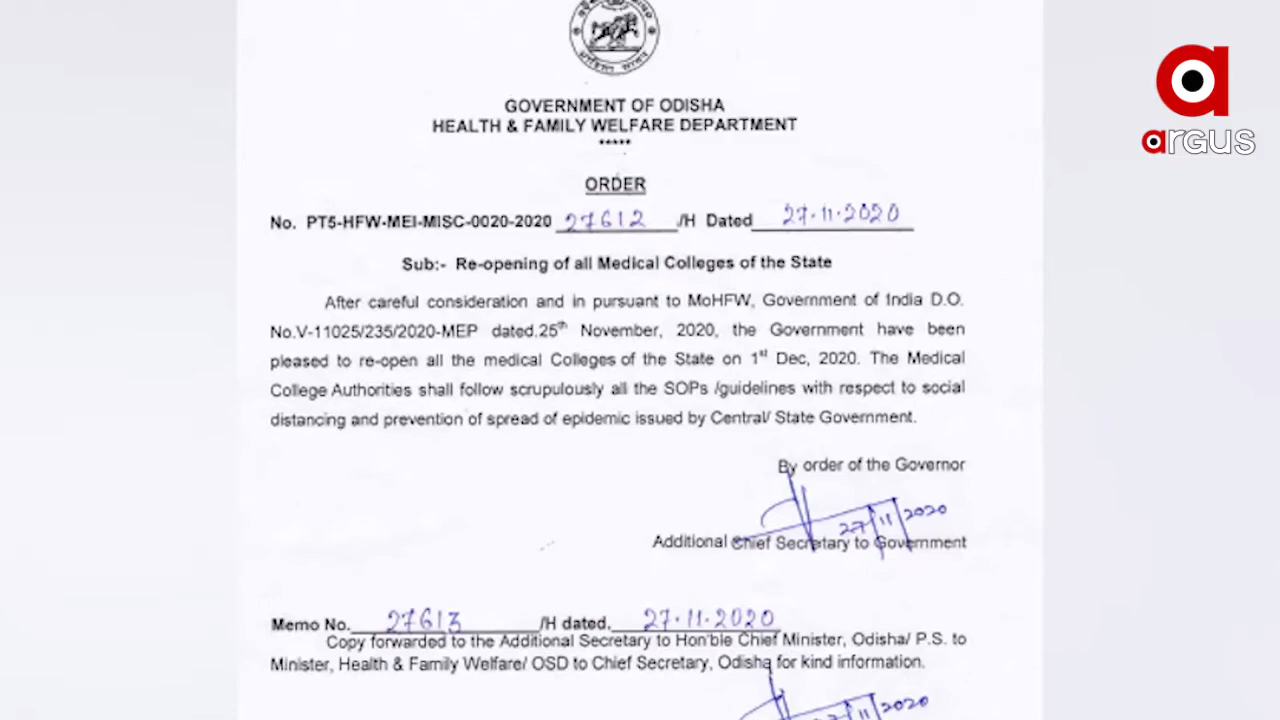 argus
GOVERNMENT OF ODISHA
HEALTH & FAMILY WELFARE DEPARTMENT
*****
ORDER
No. PT5-HFW-MEI-MISC-0020-2020 27612 /H Dated 27.11.2020
Sub:- Re-opening of all Medical Colleges of the State
After careful consideration and in pursuant to MoHFW, Government of India D.O.
No.V-11025/235/2020-MEP dated.25th November, 2020, the Government have been
pleased to re-open all the medical Colleges of the State on 1st Dec, 2020. The Medical
College Authorities shall follow scrupulously all the SOPs /guidelines with respect to social
distancing and prevention of spread of epidemic issued by Central/ State Government.
By order of the Governor
27/11/2020
Additional Chief Secretary to Government
Memo No. 27613 /H dated. 27.11.2020
Copy forwarded to the Additional Secretary to Hon'ble Chief Minister, Odisha/ P.S. to
Minister, Health & Family Welfare/ OSD to Chief Secretary, Odisha for kind information.
27/11/2020